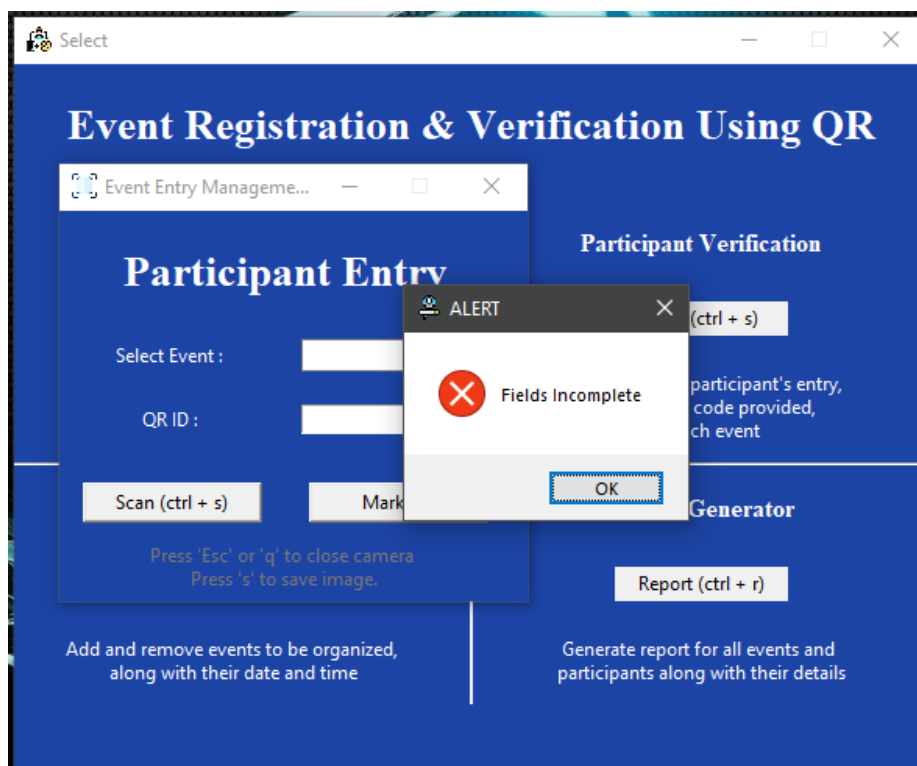 Select
Event Registration & Verification Using QR
Event Entry Manageme...
Participant Verification
Participant Entry
ALERT
(ctrl + s)
Select Event :
Fields Incomplete
participant's entry,
code provided,
ch event
QR ID :
OK
Scan (ctrl + s)
Mark
Generator
Press 'Esc' or 'q' to close camera
Press 's' to save image.
Report (ctrl + r)
Add and remove events to be organized,
along with their date and time
Generate report for all events and
participants along with their details